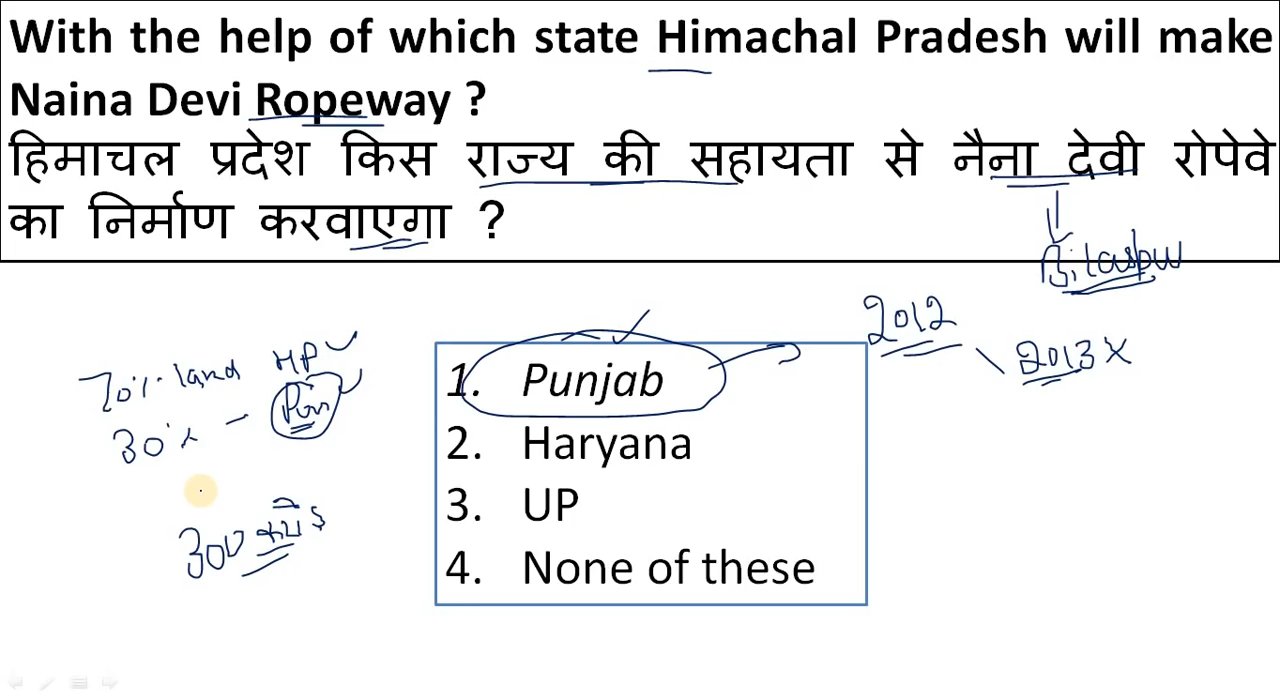 With the help of which state Himachal Pradesh will make
Naina Devi Ropeway ?
हिमाचल प्रदेश किस राज्य की सहायता से नैना देवी रोपेवे
का निर्माण करवाएगा ?
Bilaspur
2012
2013 X
70% land HP
30% - Pun
1. Punjab
2. Haryana
3. UP
4. None of these
300 करोड़